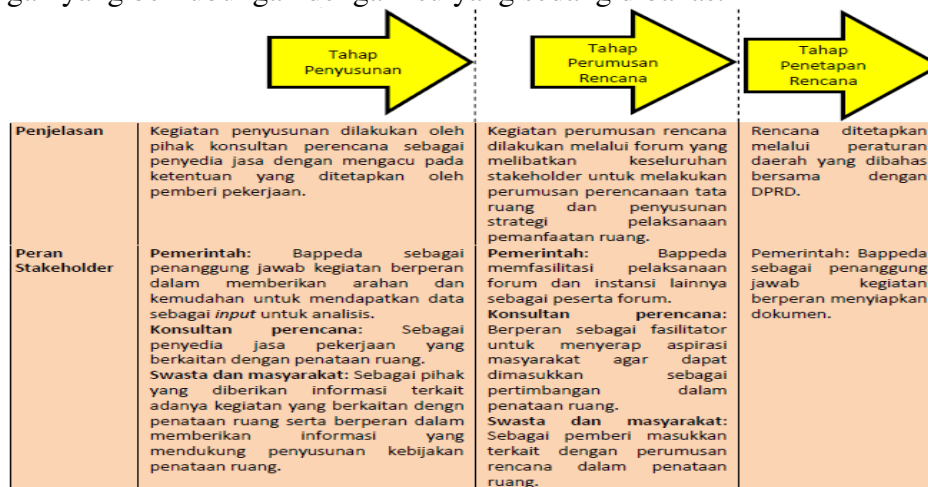 Tahap
Penyusunan
Tahap
Perumusan
Rencana
Tahap
Penetapan
Rencana
Penjelasan
Kegiatan penyusunan dilakukan oleh
pihak konsultan perencana sebagai
penyedia jasa dengan mengacu pada
ketentuan yang ditetapkan oleh
pemberi pekerjaan.
Kegiatan perumusan rencana
dilakukan melalui forum yang
melibatkan keseluruhan
stakeholder untuk melakukan
perumusan perencanaan tata
ruang dan penyusunan
strategi pelaksanaan
pemanfaatan ruang.
Rencana ditetapkan
melalui peraturan
daerah yang dibahas
bersama dengan
DPRD.
Peran
Stakeholder
Pemerintah: Bappeda sebagai
penanggung jawab kegiatan berperan
dalam memberikan arahan dan
kemudahan untuk mendapatkan data
sebagai input untuk analisis.
Konsultan perencana: Sebagai
penyedia jasa pekerjaan yang
berkaitan dengan penataan ruang.
Swasta dan masyarakat: Sebagai pihak
yang diberikan informasi terkait
adanya kegiatan yang berkaitan dengn
penataan ruang serta berperan dalam
memberikan informasi yang
mendukung penyusunan kebijakan
penataan ruang.
Pemerintah: Bappeda
memfasilitasi pelaksanaan
forum dan instansi lainnya
sebagai peserta forum.
Konsultan perencana:
Berperan sebagai fasilitator
untuk menyerap aspirasi
masyarakat agar dapat
dimasukkan sebagai
pertimbangan dalam
penataan ruang.
Swasta dan masyarakat:
Sebagai pemberi masukkan
terkait dengan perumusan
rencana dalam penataan
ruang.
Pemerintah: Bappeda
sebagai penanggung
jawab kegiatan
berperan menyiapkan
dokumen.